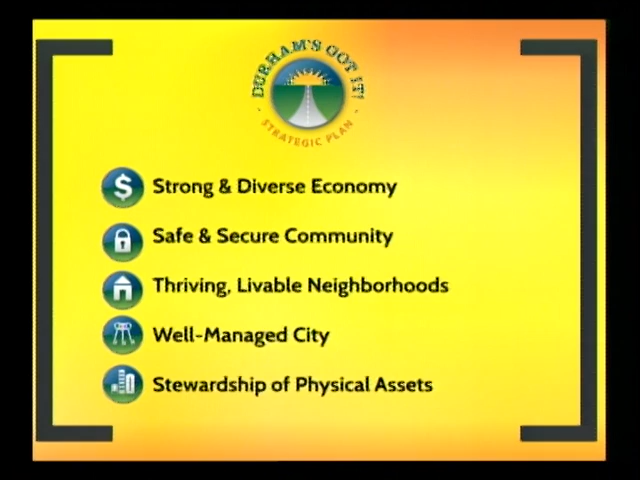 DURHAM'S GOT IT!
STRATEGIC PLAN
$ Strong & Diverse Economy
Safe & Secure Community
Thriving, Livable Neighborhoods
Well-Managed City
Stewardship of Physical Assets